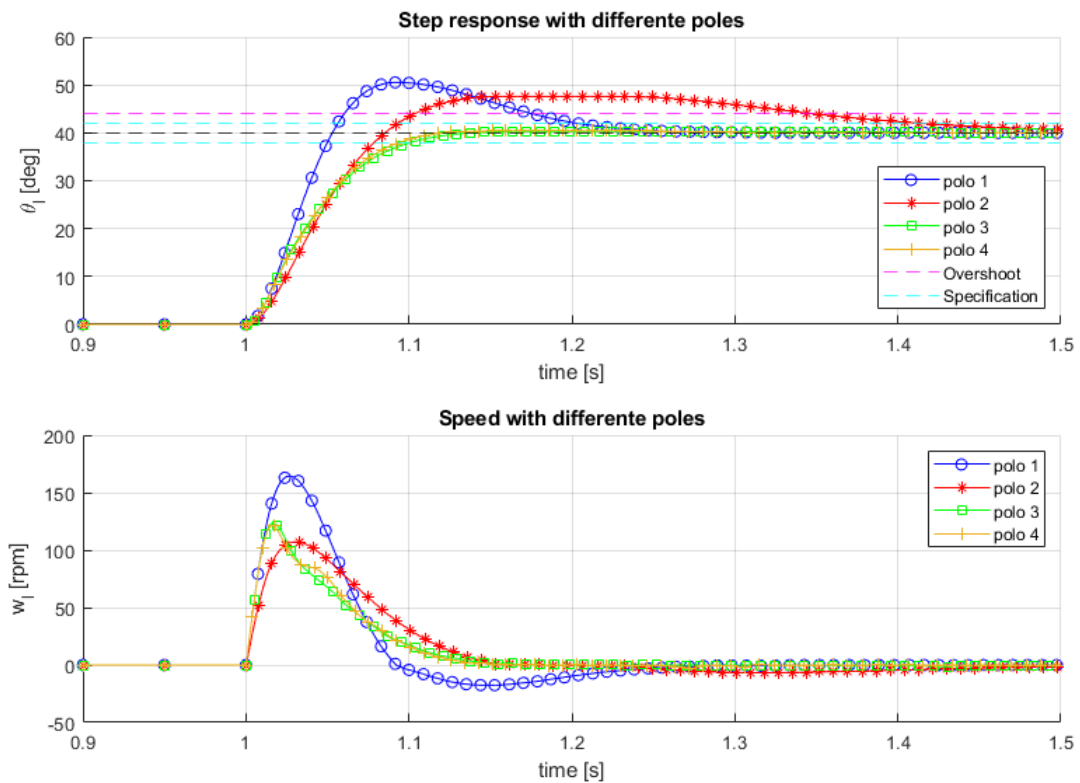 Step response with differente poles
60
50
40
30
20
10
0
θl [deg]
polo 1
polo 2
polo 3
polo 4
Overshoot
Specification
0.9
1
1.1
1.2
1.3
1.4
1.5
time [s]
Speed with differente poles
200
150
100
50
0
-50
wl [rpm]
polo 1
polo 2
polo 3
polo 4
0.9
1
1.1
1.2
1.3
1.4
1.5
time [s]